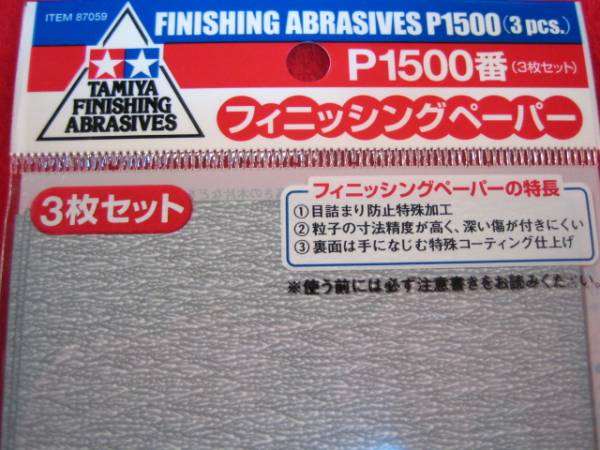 ITEM 87059
FINISHING ABRASIVES P1500 (3 pcs.)
P1500番 (3枚セット)
TAMIYA
FINISHING
ABRASIVES
フィニッシングペーパー
3枚セット
フィニッシングペーパーの特長
①目詰まり防止特殊加工
②粒子の寸法精度が高く、深い傷が付きにくい
③裏面は手になじむ特殊コーティング仕上げ
※使う前には必ず注意書きをお読みください。